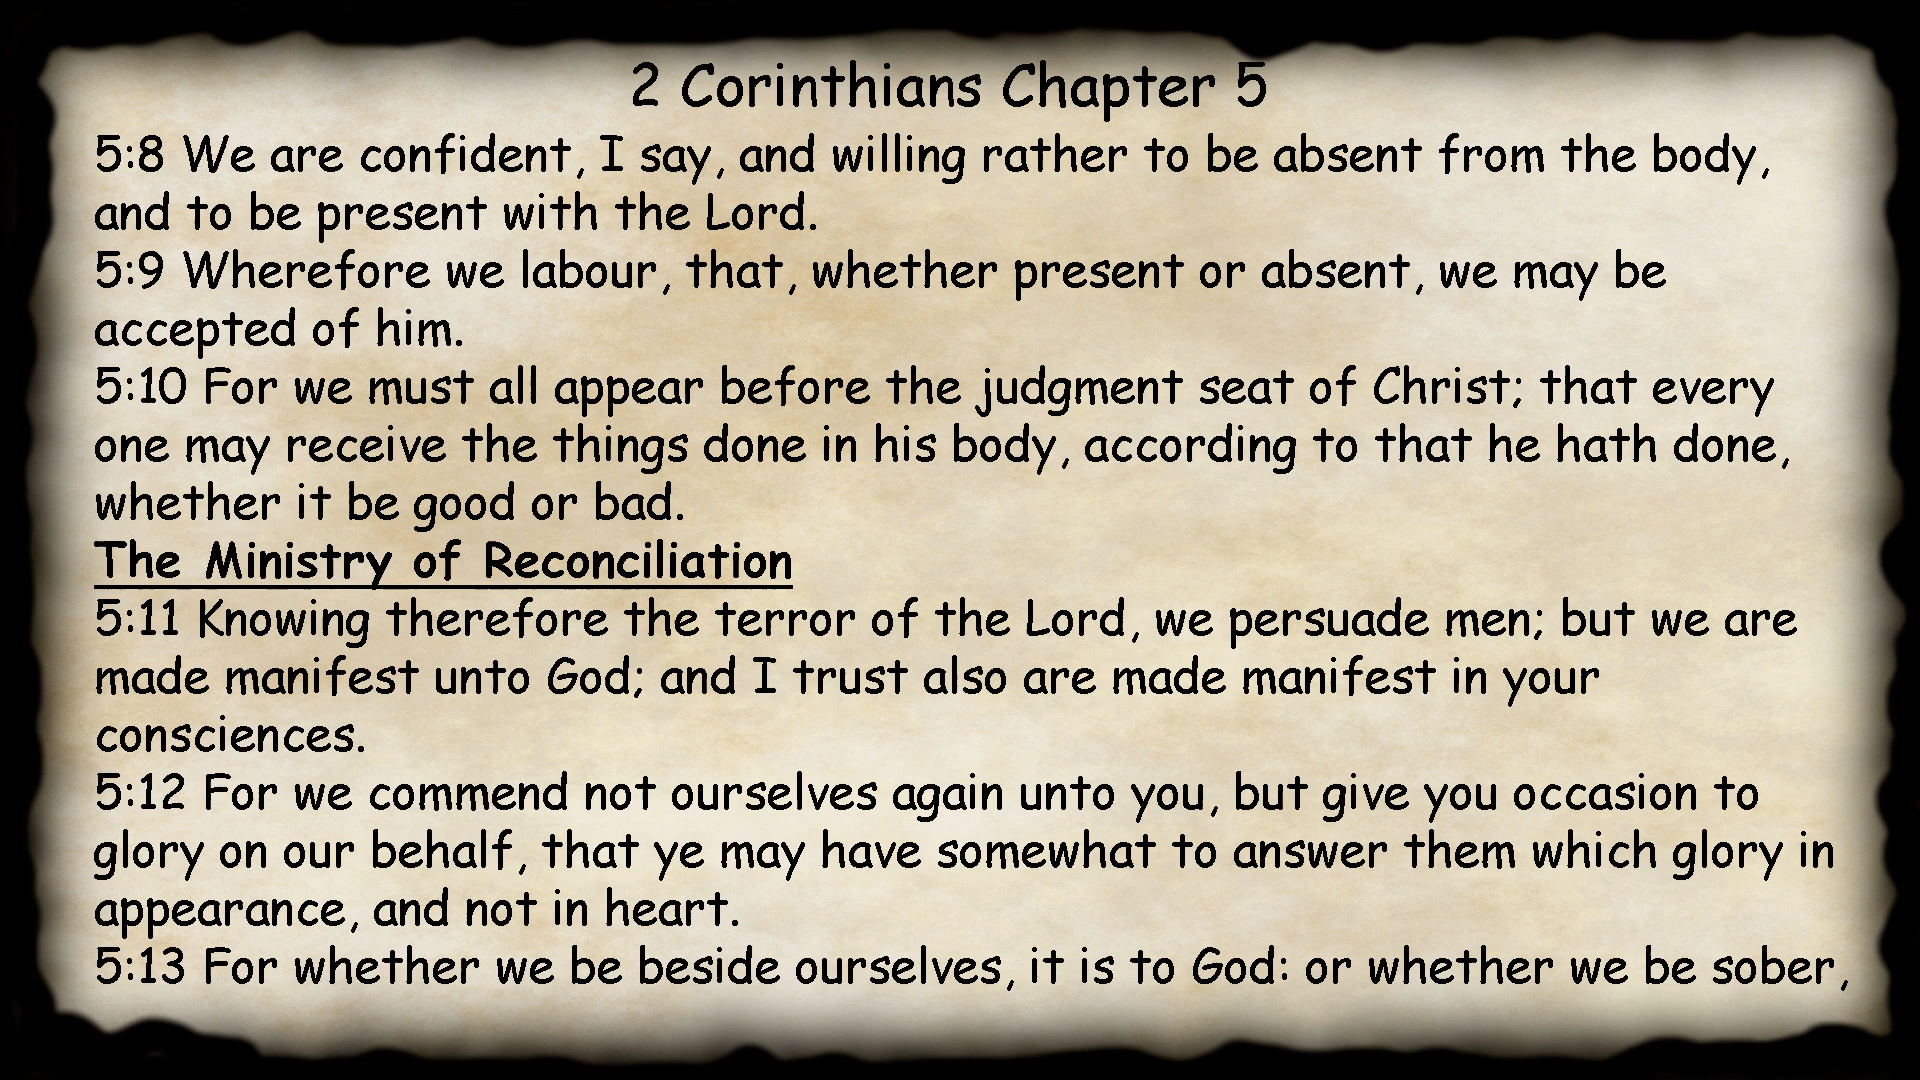 2 Corinthians Chapter 5
5:8 We are confident, I say, and willing rather to be absent from the body,
and to be present with the Lord.
5:9 Wherefore we labour, that, whether present or absent, we may be
accepted of him.
5:10 For we must all appear before the judgment seat of Christ; that every
one may receive the things done in his body, according to that he hath done,
whether it be good or bad.
The Ministry of Reconciliation
5:11 Knowing therefore the terror of the Lord, we persuade men; but we are
made manifest unto God; and I trust also are made manifest in your
consciences.
5:12 For we commend not ourselves again unto you, but give you occasion to
glory on our behalf, that ye may have somewhat to answer them which glory in
appearance, and not in heart.
5:13 For whether we be beside ourselves, it is to God: or whether we be sober,